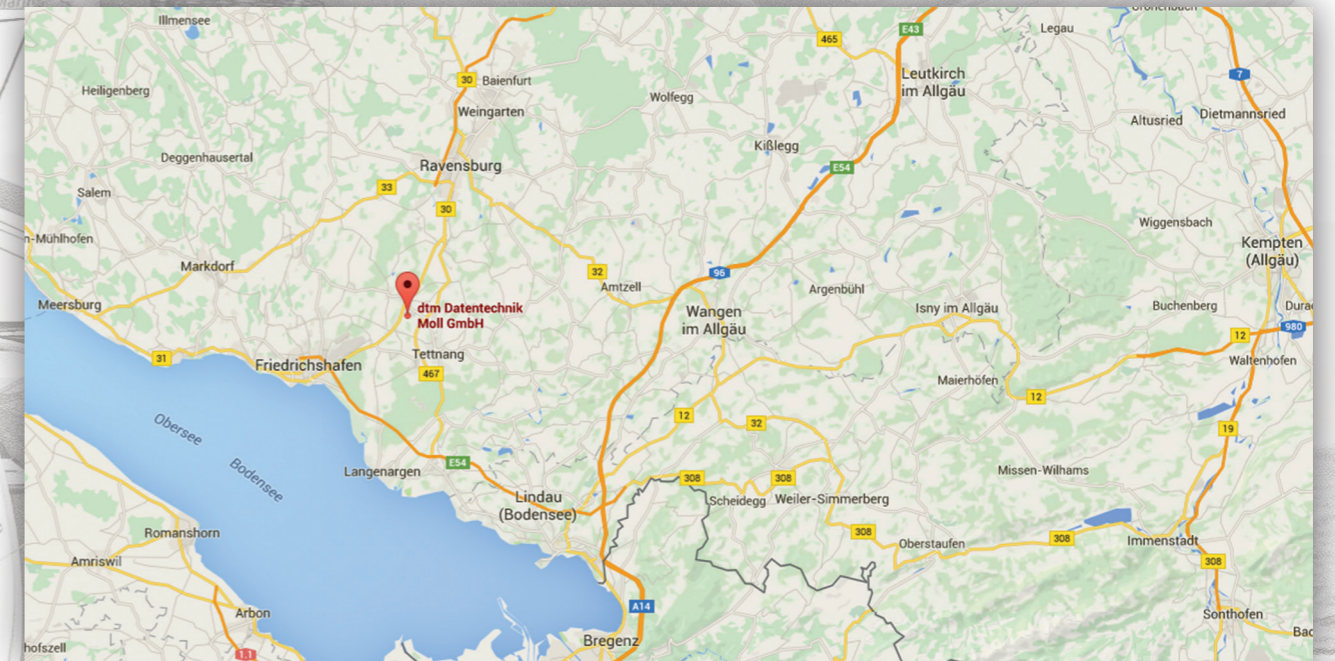 Illmensee
465
E43
Legau
Leutkirch
im Allgäu
7
30
Baienfurt
Heiligenberg
Wolfegg
Weingarten
Altusried
Dietmannsried
Kißlegg
Deggenhausertal
Ravensburg
E54
33
Salem
30
Wiggensbach
n-Mühlhofen
Kempten
(Allgäu)
Markdorf
32
96
Amtzell
Argenbühl
Meersburg
dtm Datentechnik
Moll GmbH
Wangen
im Allgäu
Isny im Allgäu
Buchenberg
Durac
980
12
31
Friedrichshafen
Tettnang
Waltenhofen
467
Maierhöfen
12
12
32
19
Obersee
Bodensee
Langenargen
E54
Missen-Wilhams
308
308
Lindau
(Bodensee)
Scheidegg
Weiler-Simmerberg
Romanshorn
308
308
Oberstaufen
Immenstadt
Amriswil
308
A14
Arbon
Sonthofen
Bregenz
Bad
hofszell
1.1